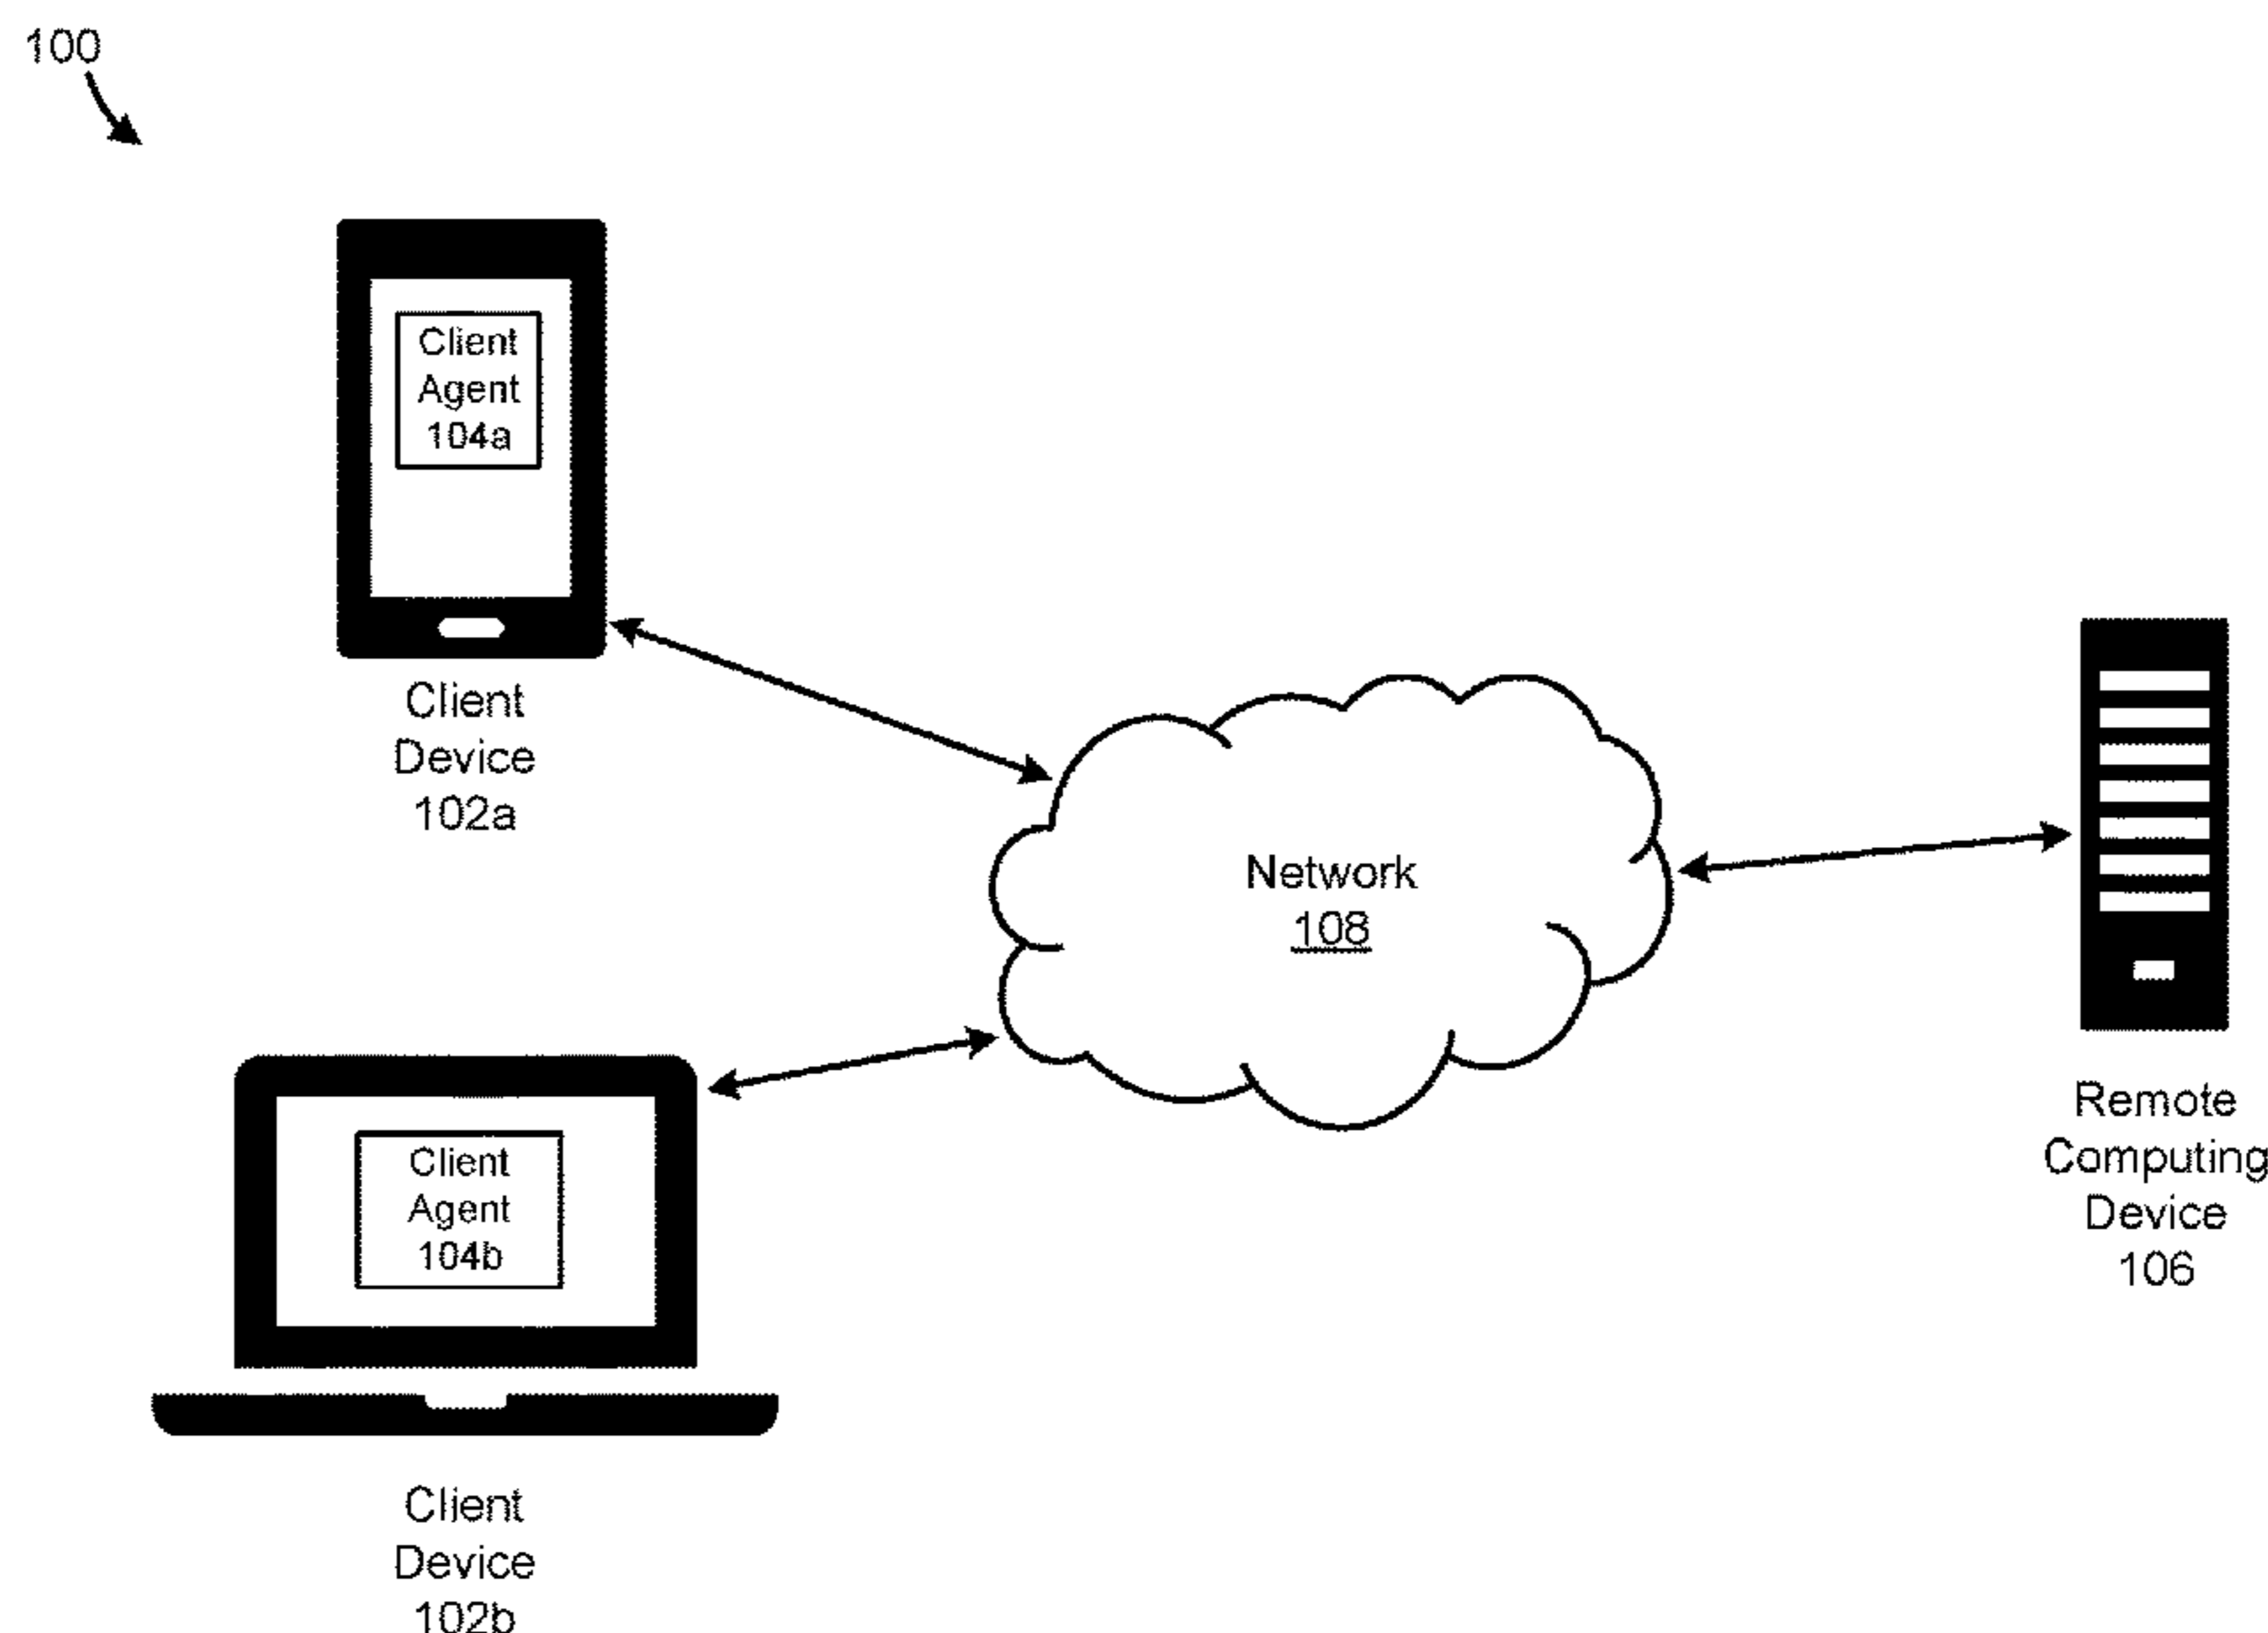 100
Client
Agent
104a
Client
Device
102a
Network
108
Remote
Computing
Device
106
Client
Agent
104b
Client
Device
102b